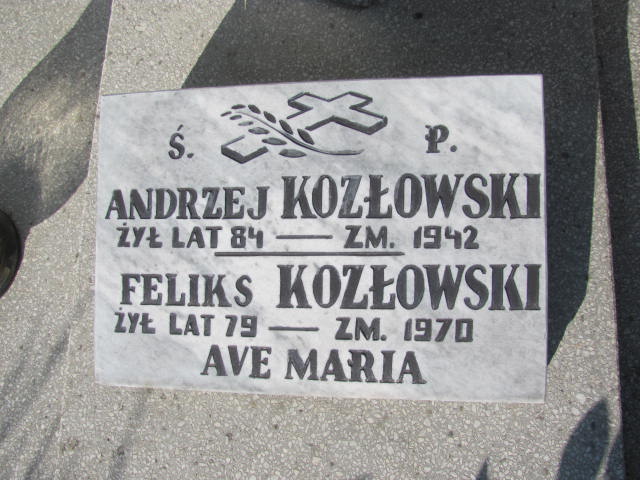 Ś. P.
ANDRZEJ KOZŁOWSKI
ŻYŁ LAT 84 — ZM. 1942
FELIKS KOZŁOWSKI
ŻYŁ LAT 79 — ZM. 1970
AVE MARIA